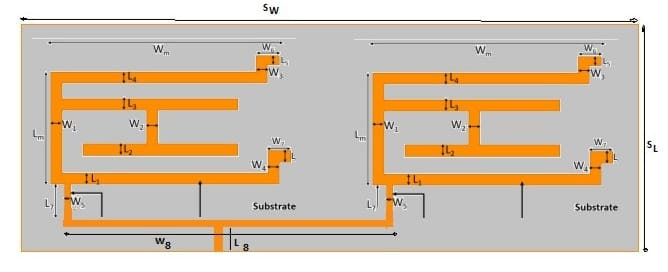 SW
Wm Wm
W6 W6
L5 L5
W3 W3
L4 L4
L3 L3
Lm W1 W2 Lm W1 W2
SL
L2 L2
W7 W7
L L
W4 W4
L1 L1
L7 W5 Substrate L7 W5 Substrate
W8 L8